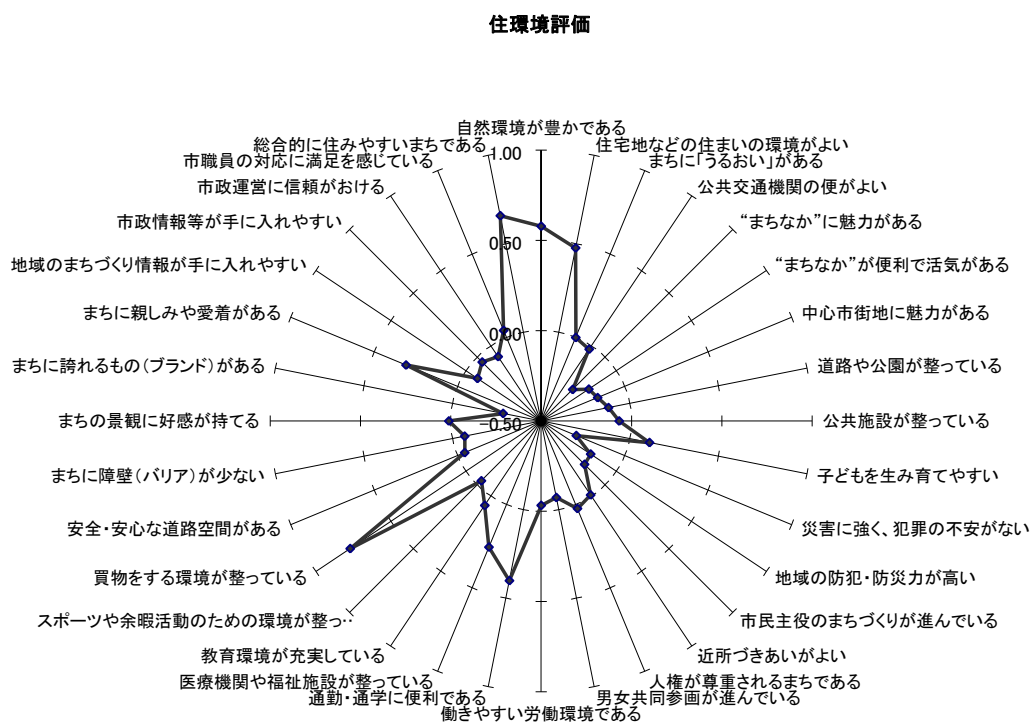 住環境評価
自然環境が豊かである
住宅地などの住まいの環境がよい
まちに「うるおい」がある
公共交通機関の便がよい
“まちなか”に魅力がある
“まちなか”が便利で活気がある
中心市街地に魅力がある
道路や公園が整っている
公共施設が整っている
子どもを生み育てやすい
災害に強く、犯罪の不安がない
地域の防犯・防災力が高い
市民主役のまちづくりが進んでいる
近所づきあいがよい
人権が尊重されるまちである
男女共同参画が進んでいる
働きやすい労働環境である
通勤・通学に便利である
医療機関や福祉施設が整っている
教育環境が充実している
スポーツや余暇活動のための環境が整っ‥
買物をする環境が整っている
安全・安心な道路空間がある
まちに障壁（バリア）が少ない
まちの景観に好感が持てる
まちに誇れるもの（ブランド）がある
まちに親しみや愛着がある
地域のまちづくり情報が手に入れやすい
市政情報等が手に入れやすい
市政運営に信頼がおける
市職員の対応に満足を感じている
総合的に住みやすいまちである
1.00
0.50
0.00
-0.50